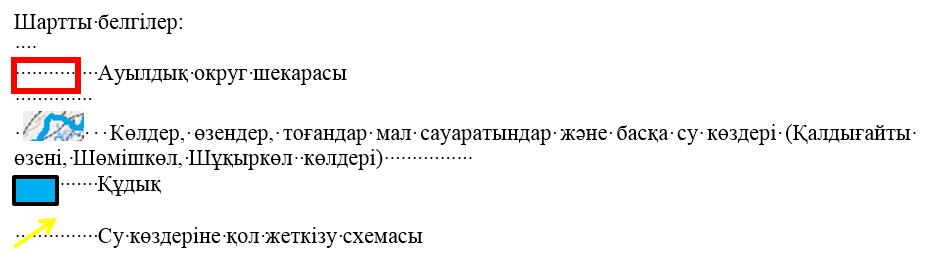 Шартты белгілер:
Ауылдық округ шекарасы
Көлдер, өзендер, тоғандар мал сауаратындар және басқа су көздері (Қалдығайты
өзені, Шөмішкөл, Шұқыркөл көлдері)
Құдық
Су көздеріне қол жеткізу схемасы